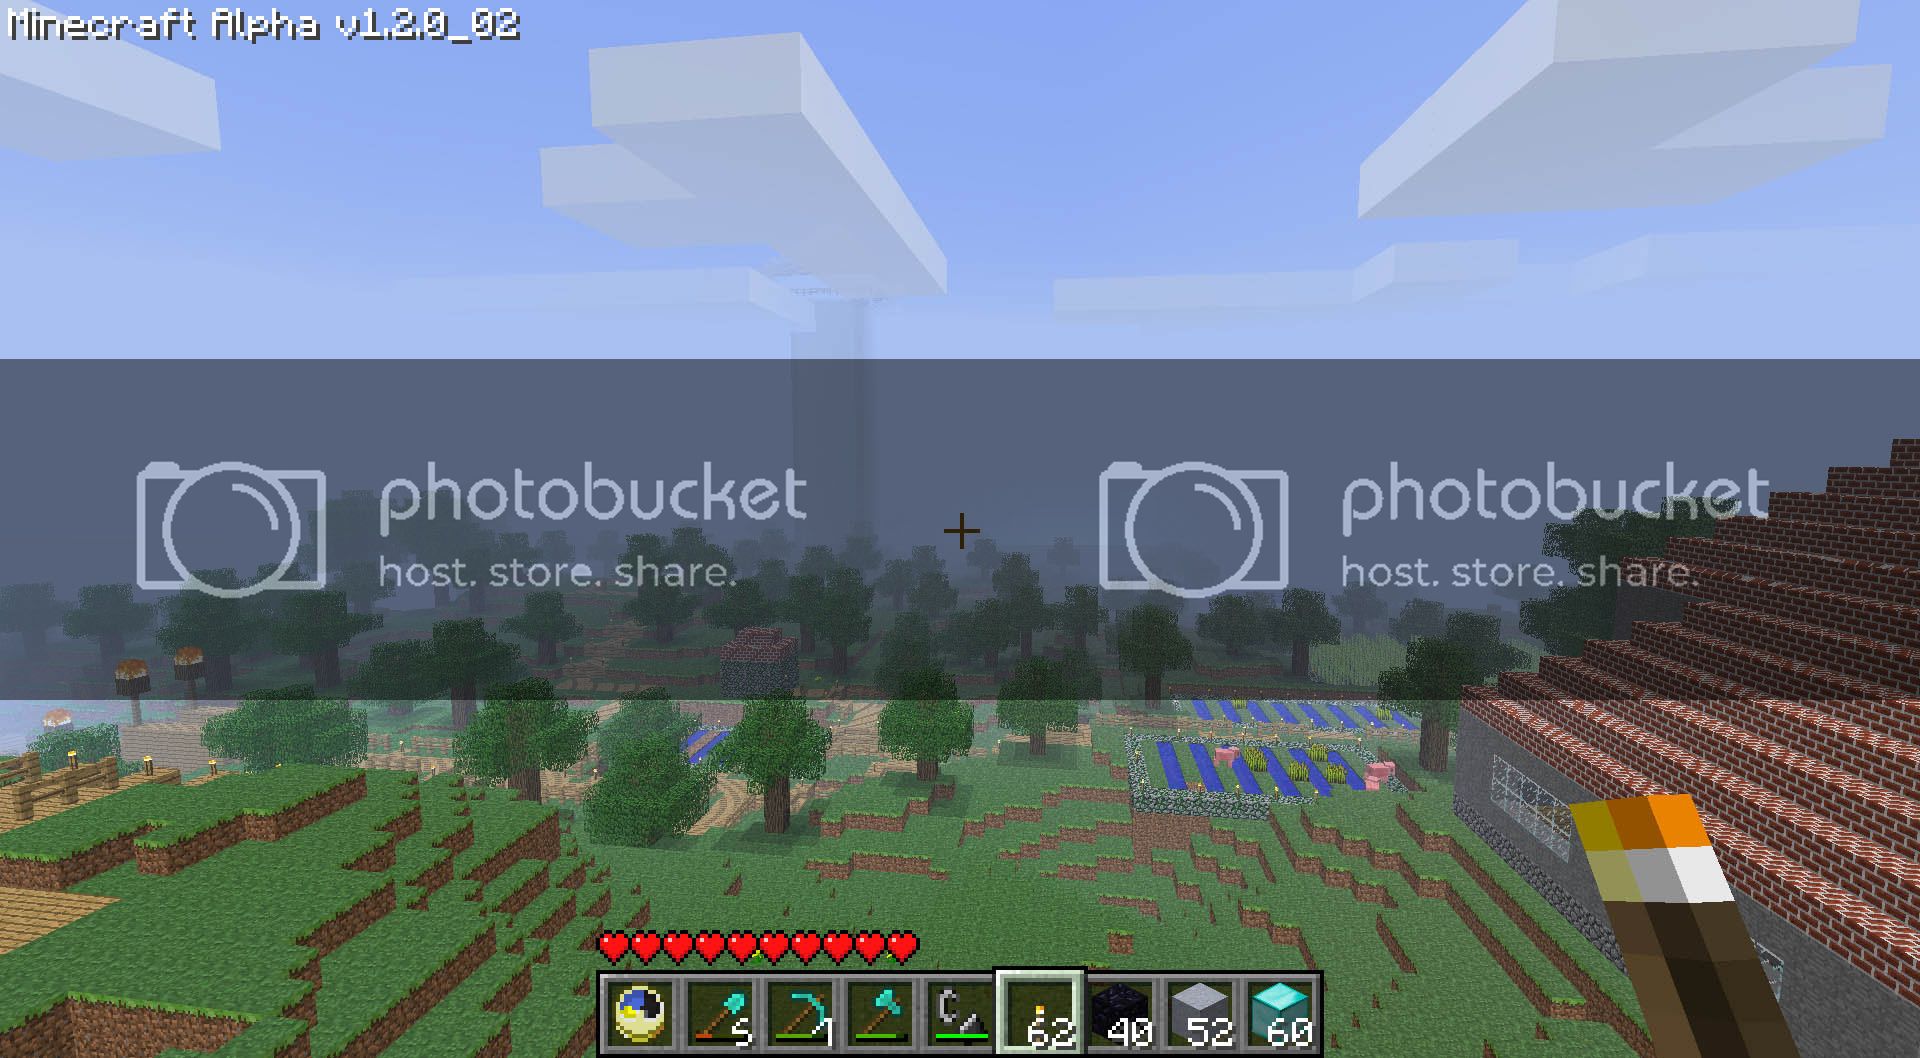 Minecraft Alpha v1.2.0_02
photobucket
host. store. share.
photobucket
host. store. share.
5 1 62 40 52 60